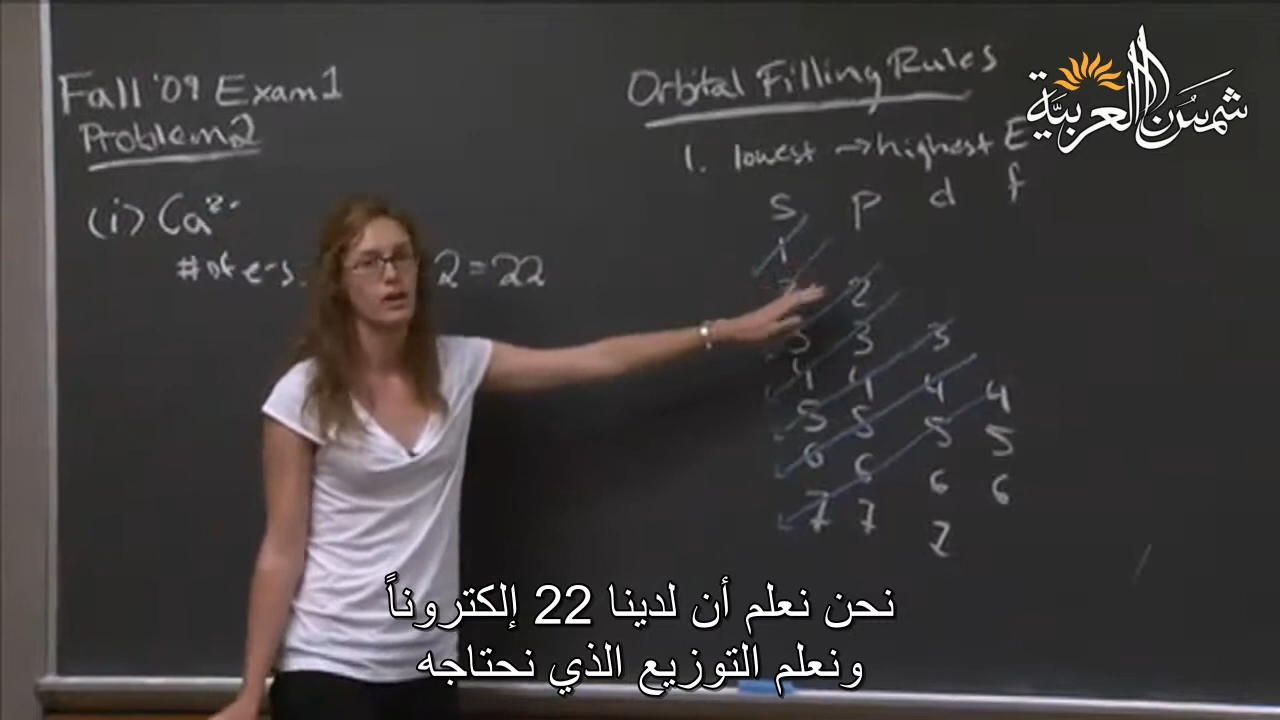 Fall '09 Exam 1
Problem 2
(i) Ca²⁻
# of e⁻s
2 = 22
Orbital Filling Rules
1. lowest → highest E
s p d f
1
2
3 3 3
4 4 4 4
5 5 5 5
6 6 6 6
7 7 7
شمس العربية
نحن نعلم أن لدينا 22 إلكتروناً
ونعلم التوزيع الذي نحتاجه